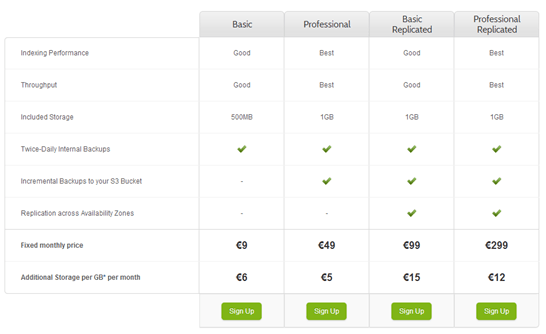 Basic Professional Basic Replicated Professional Replicated
Indexing Performance Good Best Good Best
Throughput Good Best Good Best
Included Storage 500MB 1GB 1GB 1GB
Twice-Daily Internal Backups
Incremental Backups to your S3 Bucket -
Replication across Availability Zones - -
Fixed monthly price €9 €49 €99 €299
Additional Storage per GB* per month €6 €5 €15 €12
Sign Up Sign Up Sign Up Sign Up